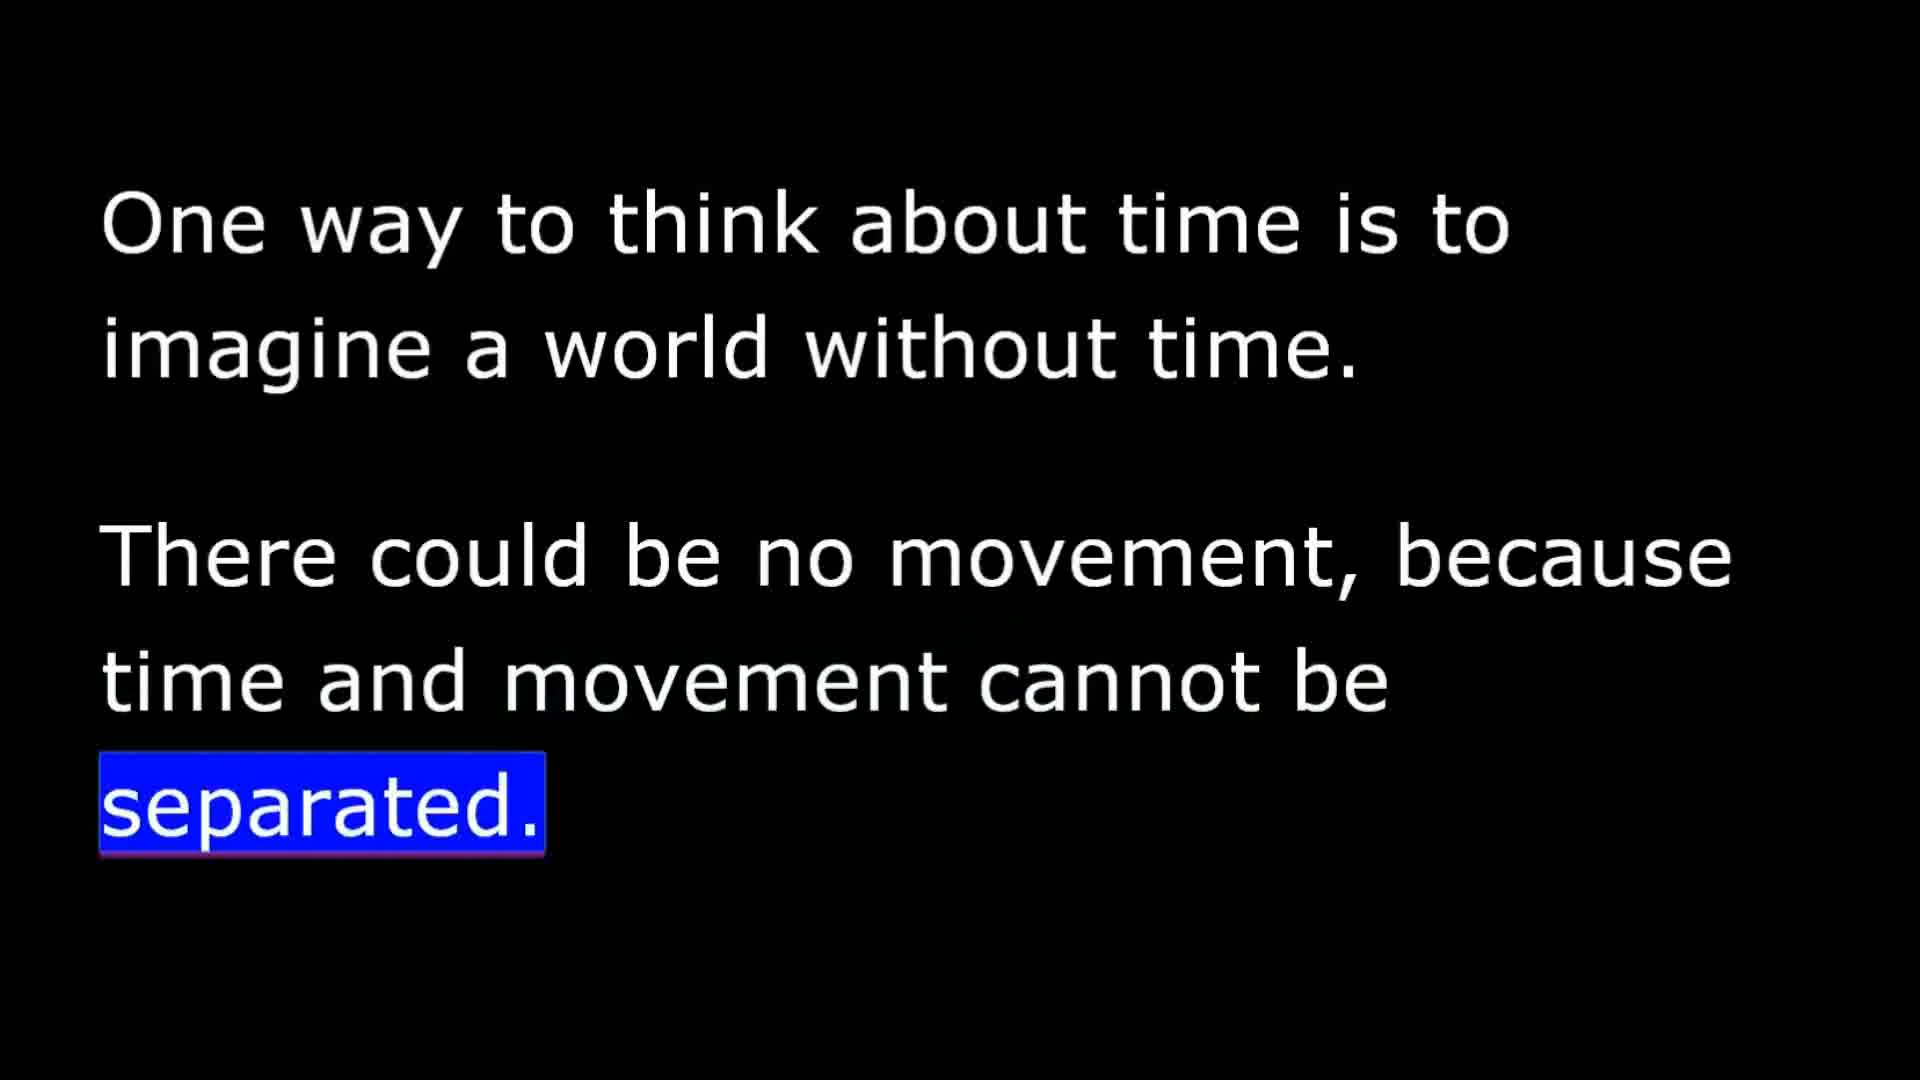 One way to think about time is to
imagine a world without time.
There could be no movement, because
time and movement cannot be
separated.